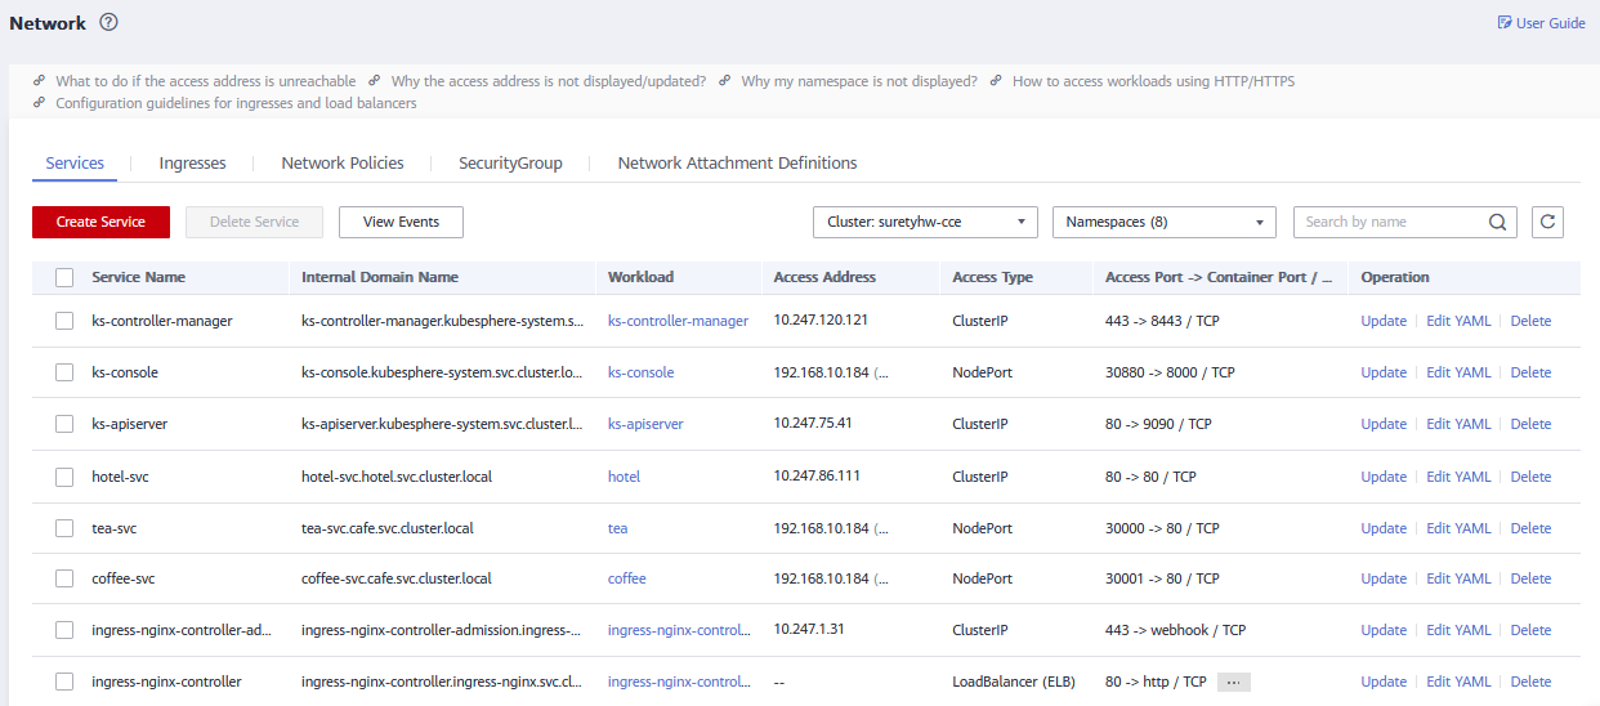 Network ?
User Guide
What to do if the access address is unreachable Why the access address is not displayed/updated? Why my namespace is not displayed? How to access workloads using HTTP/HTTPS
Configuration guidelines for ingresses and load balancers
Services Ingresses Network Policies SecurityGroup Network Attachment Definitions
Create Service Delete Service View Events Cluster: suretyhw-cce Namespaces (8) Search by name
Service Name Internal Domain Name Workload Access Address Access Type Access Port -> Container Port / ... Operation
ks-controller-manager ks-controller-manager.kubesphere-system.s... ks-controller-manager 10.247.120.121 ClusterIP 443 -> 8443 / TCP Update Edit YAML Delete
ks-console ks-console.kubesphere-system.svc.cluster.lo... ks-console 192.168.10.184 (... NodePort 30880 -> 8000 / TCP Update Edit YAML Delete
ks-apiserver ks-apiserver.kubesphere-system.svc.cluster.l... ks-apiserver 10.247.75.41 ClusterIP 80 -> 9090 / TCP Update Edit YAML Delete
hotel-svc hotel-svc.hotel.svc.cluster.local hotel 10.247.86.111 ClusterIP 80 -> 80 / TCP Update Edit YAML Delete
tea-svc tea-svc.cafe.svc.cluster.local tea 192.168.10.184 (... NodePort 30000 -> 80 / TCP Update Edit YAML Delete
coffee-svc coffee-svc.cafe.svc.cluster.local coffee 192.168.10.184 (... NodePort 30001 -> 80 / TCP Update Edit YAML Delete
ingress-nginx-controller-ad... ingress-nginx-controller-admission.ingress-... ingress-nginx-control... 10.247.1.31 ClusterIP 443 -> webhook / TCP Update Edit YAML Delete
ingress-nginx-controller ingress-nginx-controller.ingress-nginx.svc.cl... ingress-nginx-control... -- LoadBalancer (ELB) 80 -> http / TCP ... Update Edit YAML Delete